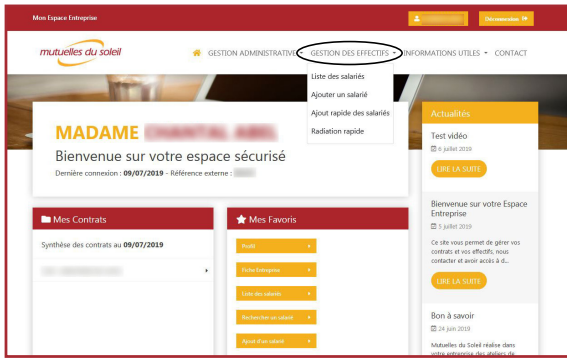 Mon Espace Entreprise
Déconnexion
mutuelles du soleil
GESTION ADMINISTRATIVE
GESTION DES EFFECTIFS
INFORMATIONS UTILES
CONTACT
Liste des salariés
Ajouter un salarié
Ajout rapide des salariés
Radiation rapide
MADAME
Bienvenue sur votre espace sécurisé
Dernière connexion : 09/07/2019 - Référence externe :
Mes Contrats
Synthèse des contrats au 09/07/2019
Mes Favoris
Profil
Fiche Entreprise
Liste des salariés
Rechercher un salarié
Ajout d'un salarié
Actualités
Test vidéo
6 juillet 2019
LIRE LA SUITE
Bienvenue sur votre Espace
Entreprise
5 juillet 2019
Ce site vous permet de gérer vos
contrats et vos effectifs, nous
contacter et avoir accès à d...
LIRE LA SUITE
Bon à savoir
24 juin 2019
Mutuelles du Soleil réalise dans
votre entreprise des ateliers de